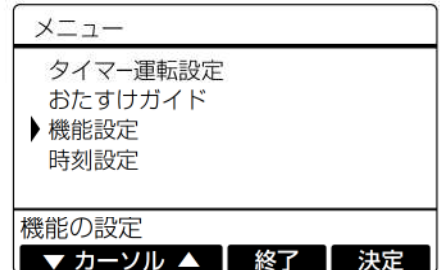 メニュー
タイマー運転設定
おたすけガイド
▶機能設定
時刻設定
機能の設定
▼ カーソル ▲ 終了 決定